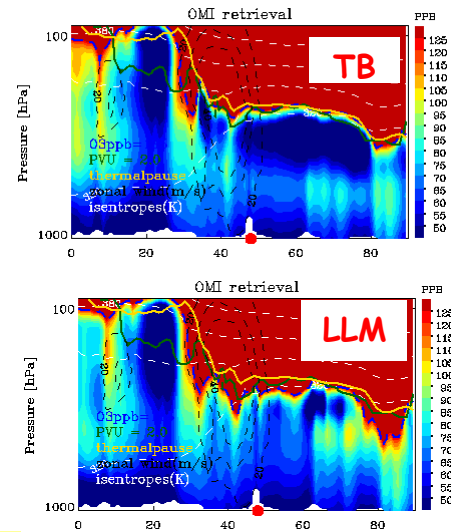 OMI retrieval
PPB
TB
100
Pressure [hPa]
1000
O3ppb=
PVU = 2.0
thermalpause
zonal wind(m/s)
isentropes(K)
0 20 40 60 80
125
120
115
110
105
100
95
90
85
80
75
70
65
60
55
50
OMI retrieval
PPB
LLM
100
Pressure [hPa]
1000
O3ppb=
thermalpause
zonal wind(m/s)
isentropes(K)
0 20 40 60 80
110
105
100
95
90
85
80
75
70
65
60
55
50